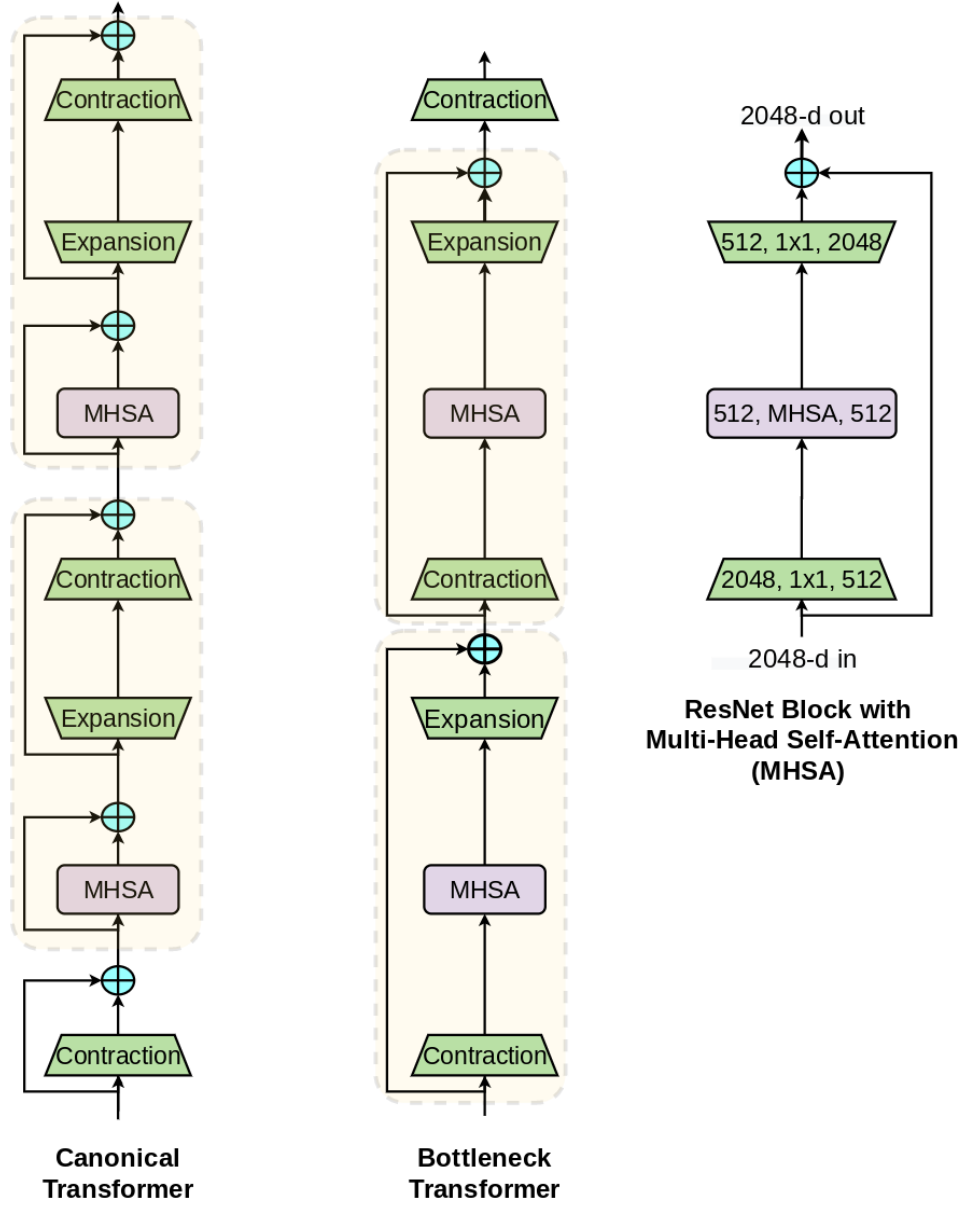 Contraction
Expansion
MHSA
Contraction
Expansion
MHSA
Contraction
Canonical
Transformer
Contraction
Expansion
MHSA
Contraction
Expansion
MHSA
Contraction
Bottleneck
Transformer
2048-d out
512, 1x1, 2048
512, MHSA, 512
2048, 1x1, 512
2048-d in
ResNet Block with
Multi-Head Self-Attention
(MHSA)